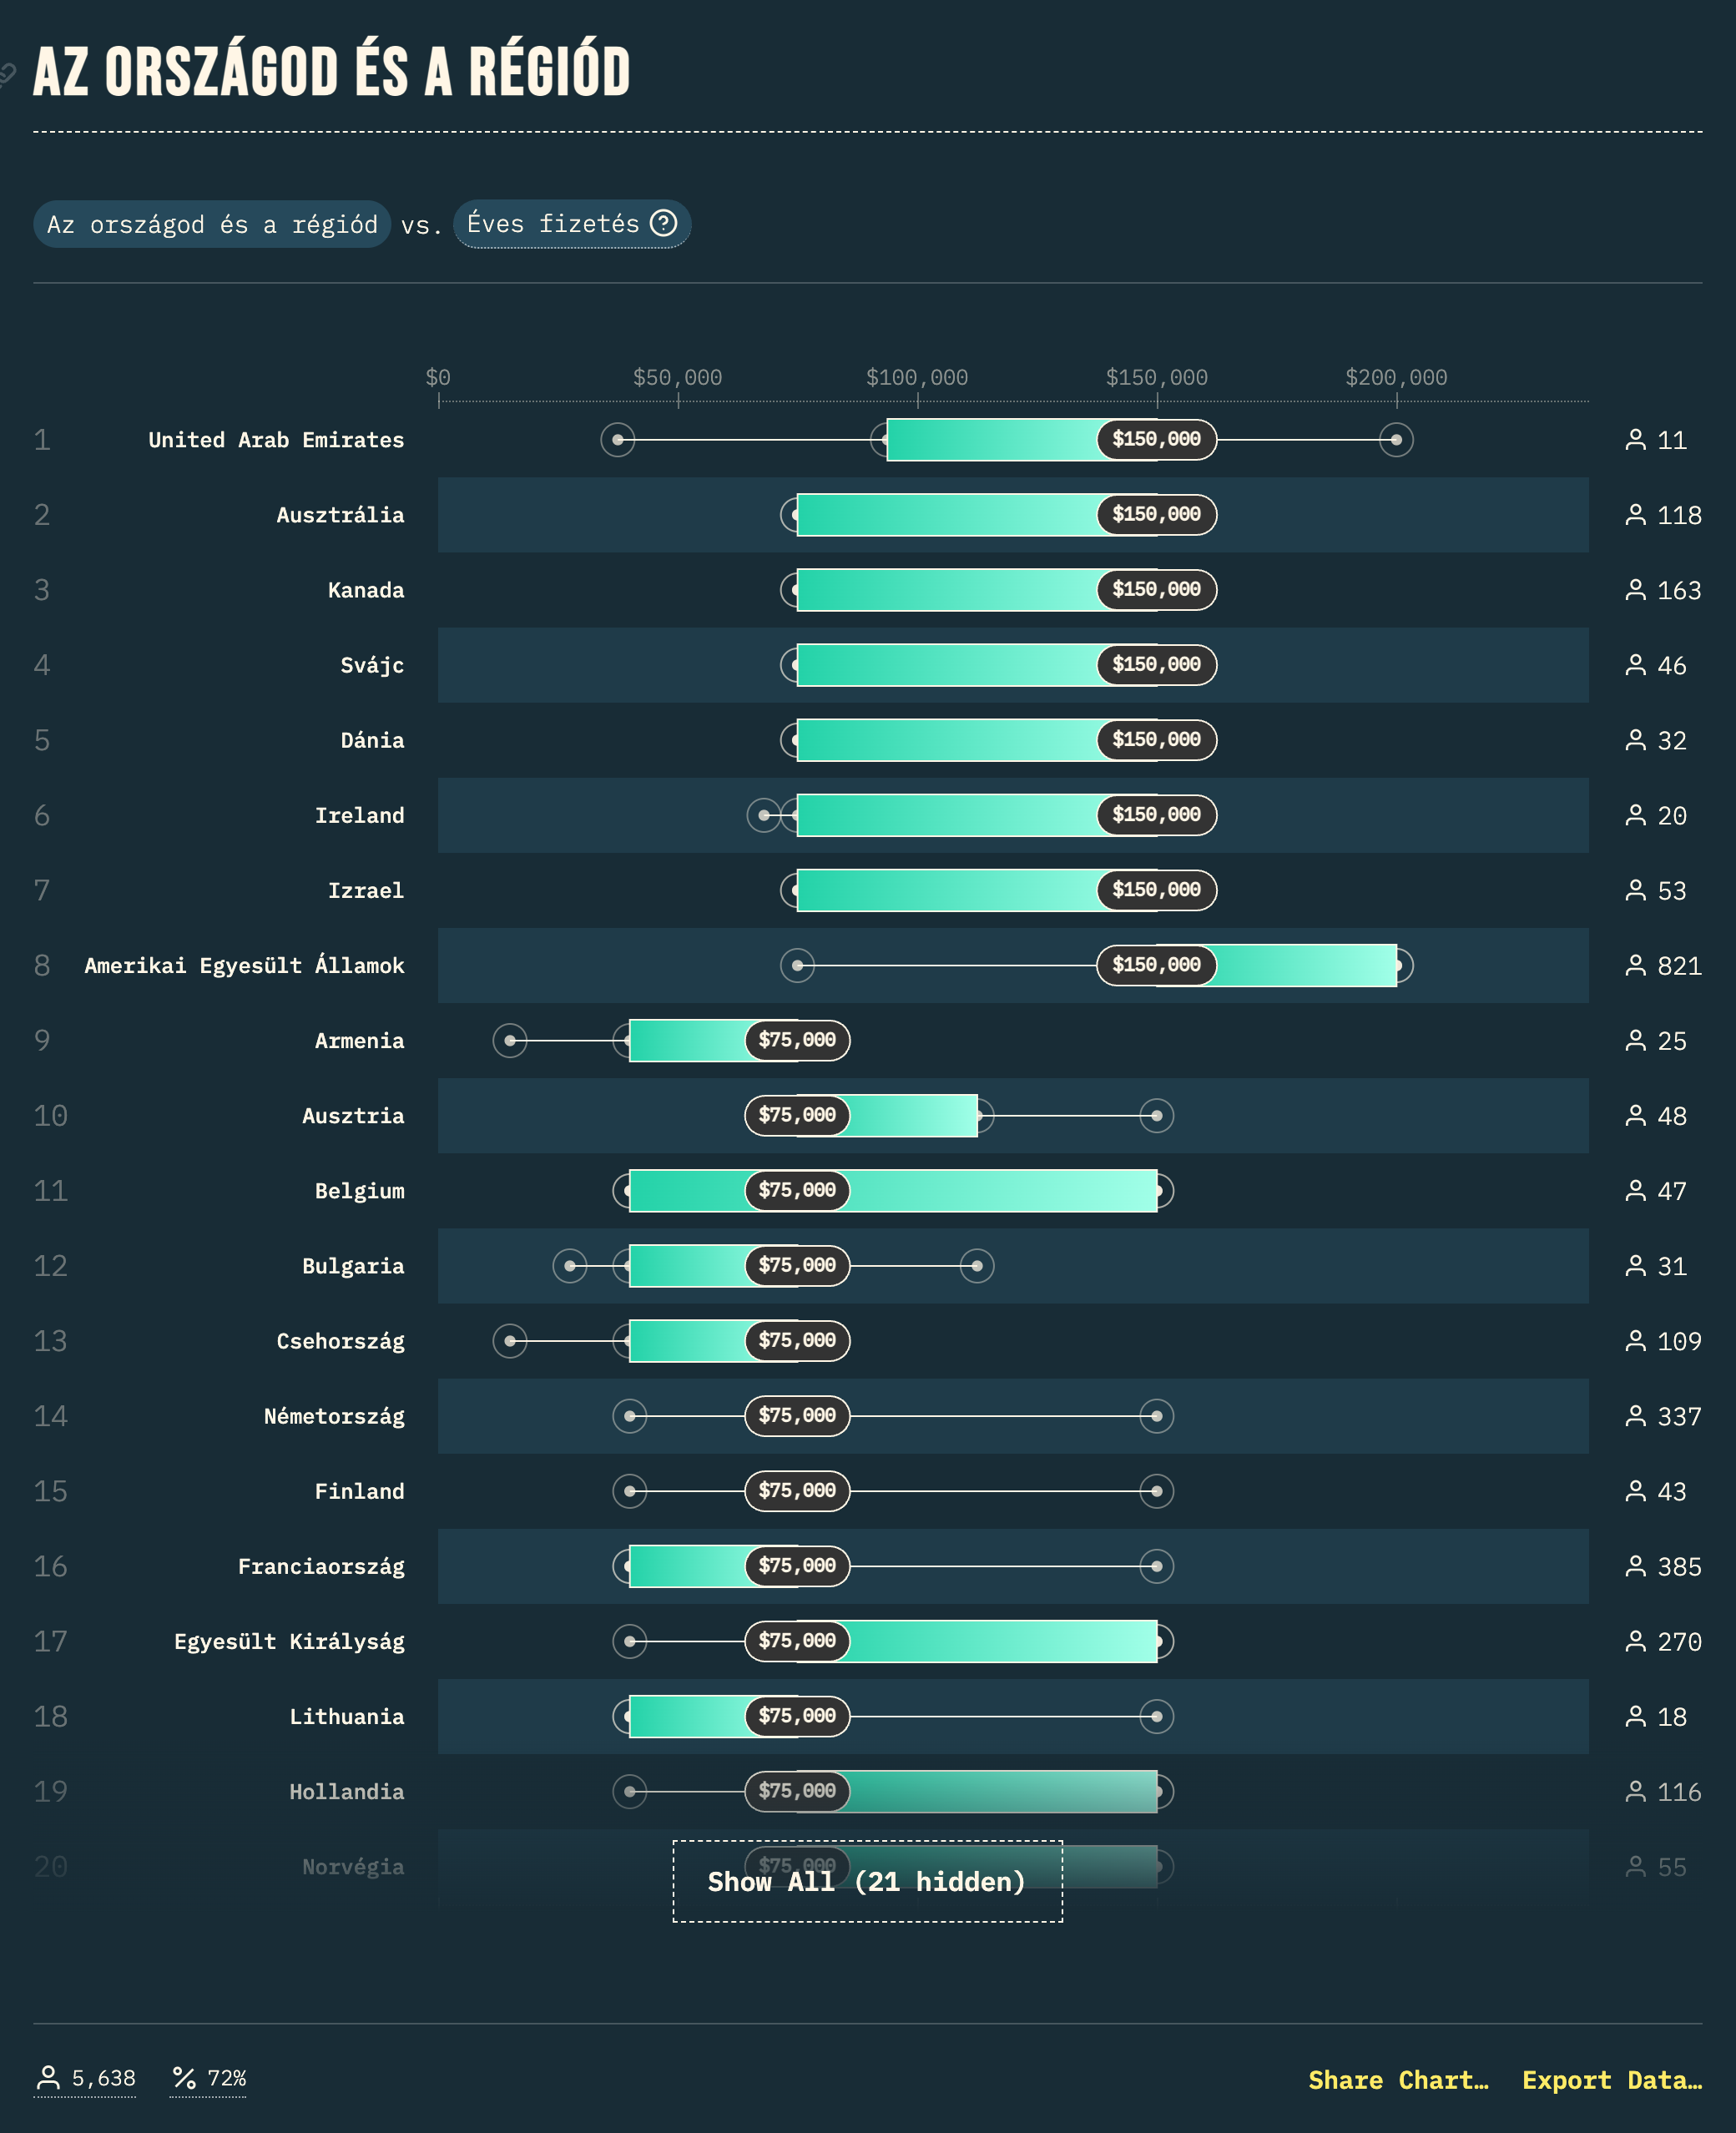 AZ ORSZÁGOD ÉS A RÉGIÓD
Az országod és a régiód vs. Éves fizetés ?
$0 $50,000 $100,000 $150,000 $200,000
1 United Arab Emirates $150,000 11
2 Ausztrália $150,000 118
3 Kanada $150,000 163
4 Svájc $150,000 46
5 Dánia $150,000 32
6 Ireland $150,000 20
7 Izrael $150,000 53
8 Amerikai Egyesült Államok $150,000 821
9 Armenia $75,000 25
10 Ausztria $75,000 48
11 Belgium $75,000 47
12 Bulgaria $75,000 31
13 Csehország $75,000 109
14 Németország $75,000 337
15 Finland $75,000 43
16 Franciaország $75,000 385
17 Egyesült Királyság $75,000 270
18 Lithuania $75,000 18
19 Hollandia $75,000 116
20 Norvégia $75,000 55
Show All (21 hidden)
5,638 72% Share Chart… Export Data…